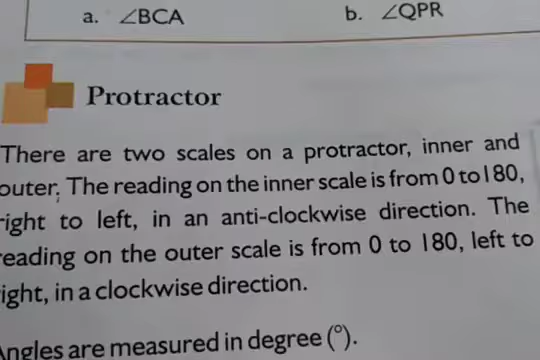 a. ∠BCA b. ∠QPR
Protractor
There are two scales on a protractor, inner and
outer. The reading on the inner scale is from 0 to 180,
right to left, in an anti-clockwise direction. The
reading on the outer scale is from 0 to 180, left to
right, in a clockwise direction.
Angles are measured in degree (°).